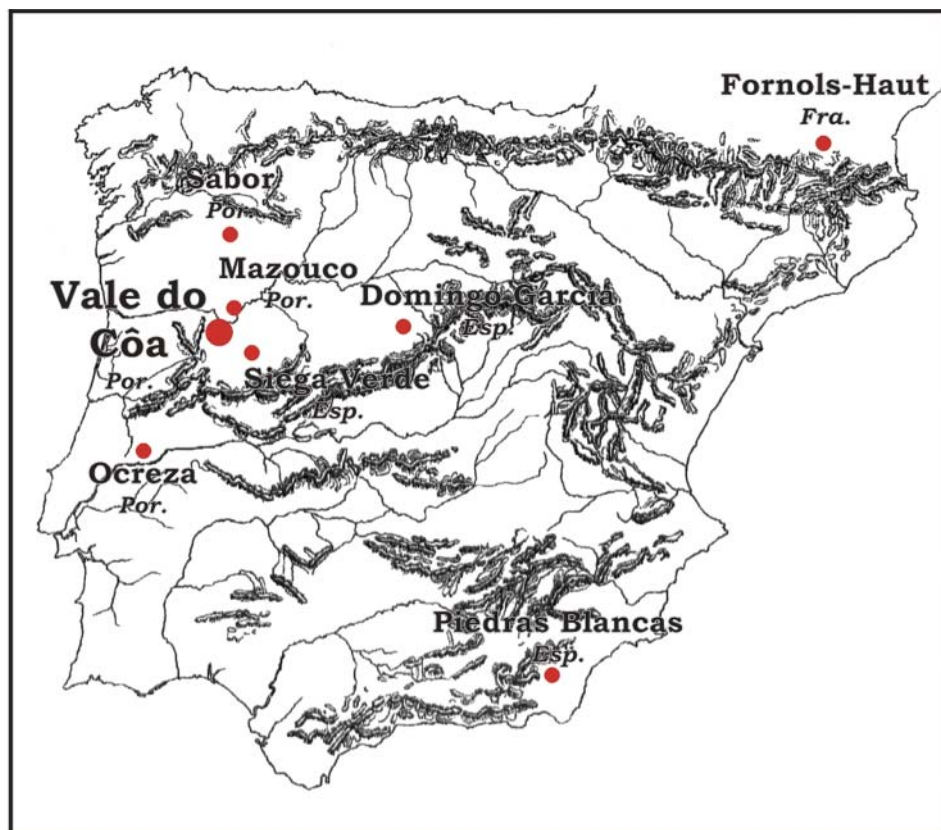 Fornols-Haut
Fra.
Sabor
Por.
Mazouco
Por.
Vale do
Côa
Por.
Domingo García
Esp.
Siega Verde
Esp.
Ocreza
Por.
Piedras Blancas
Esp.